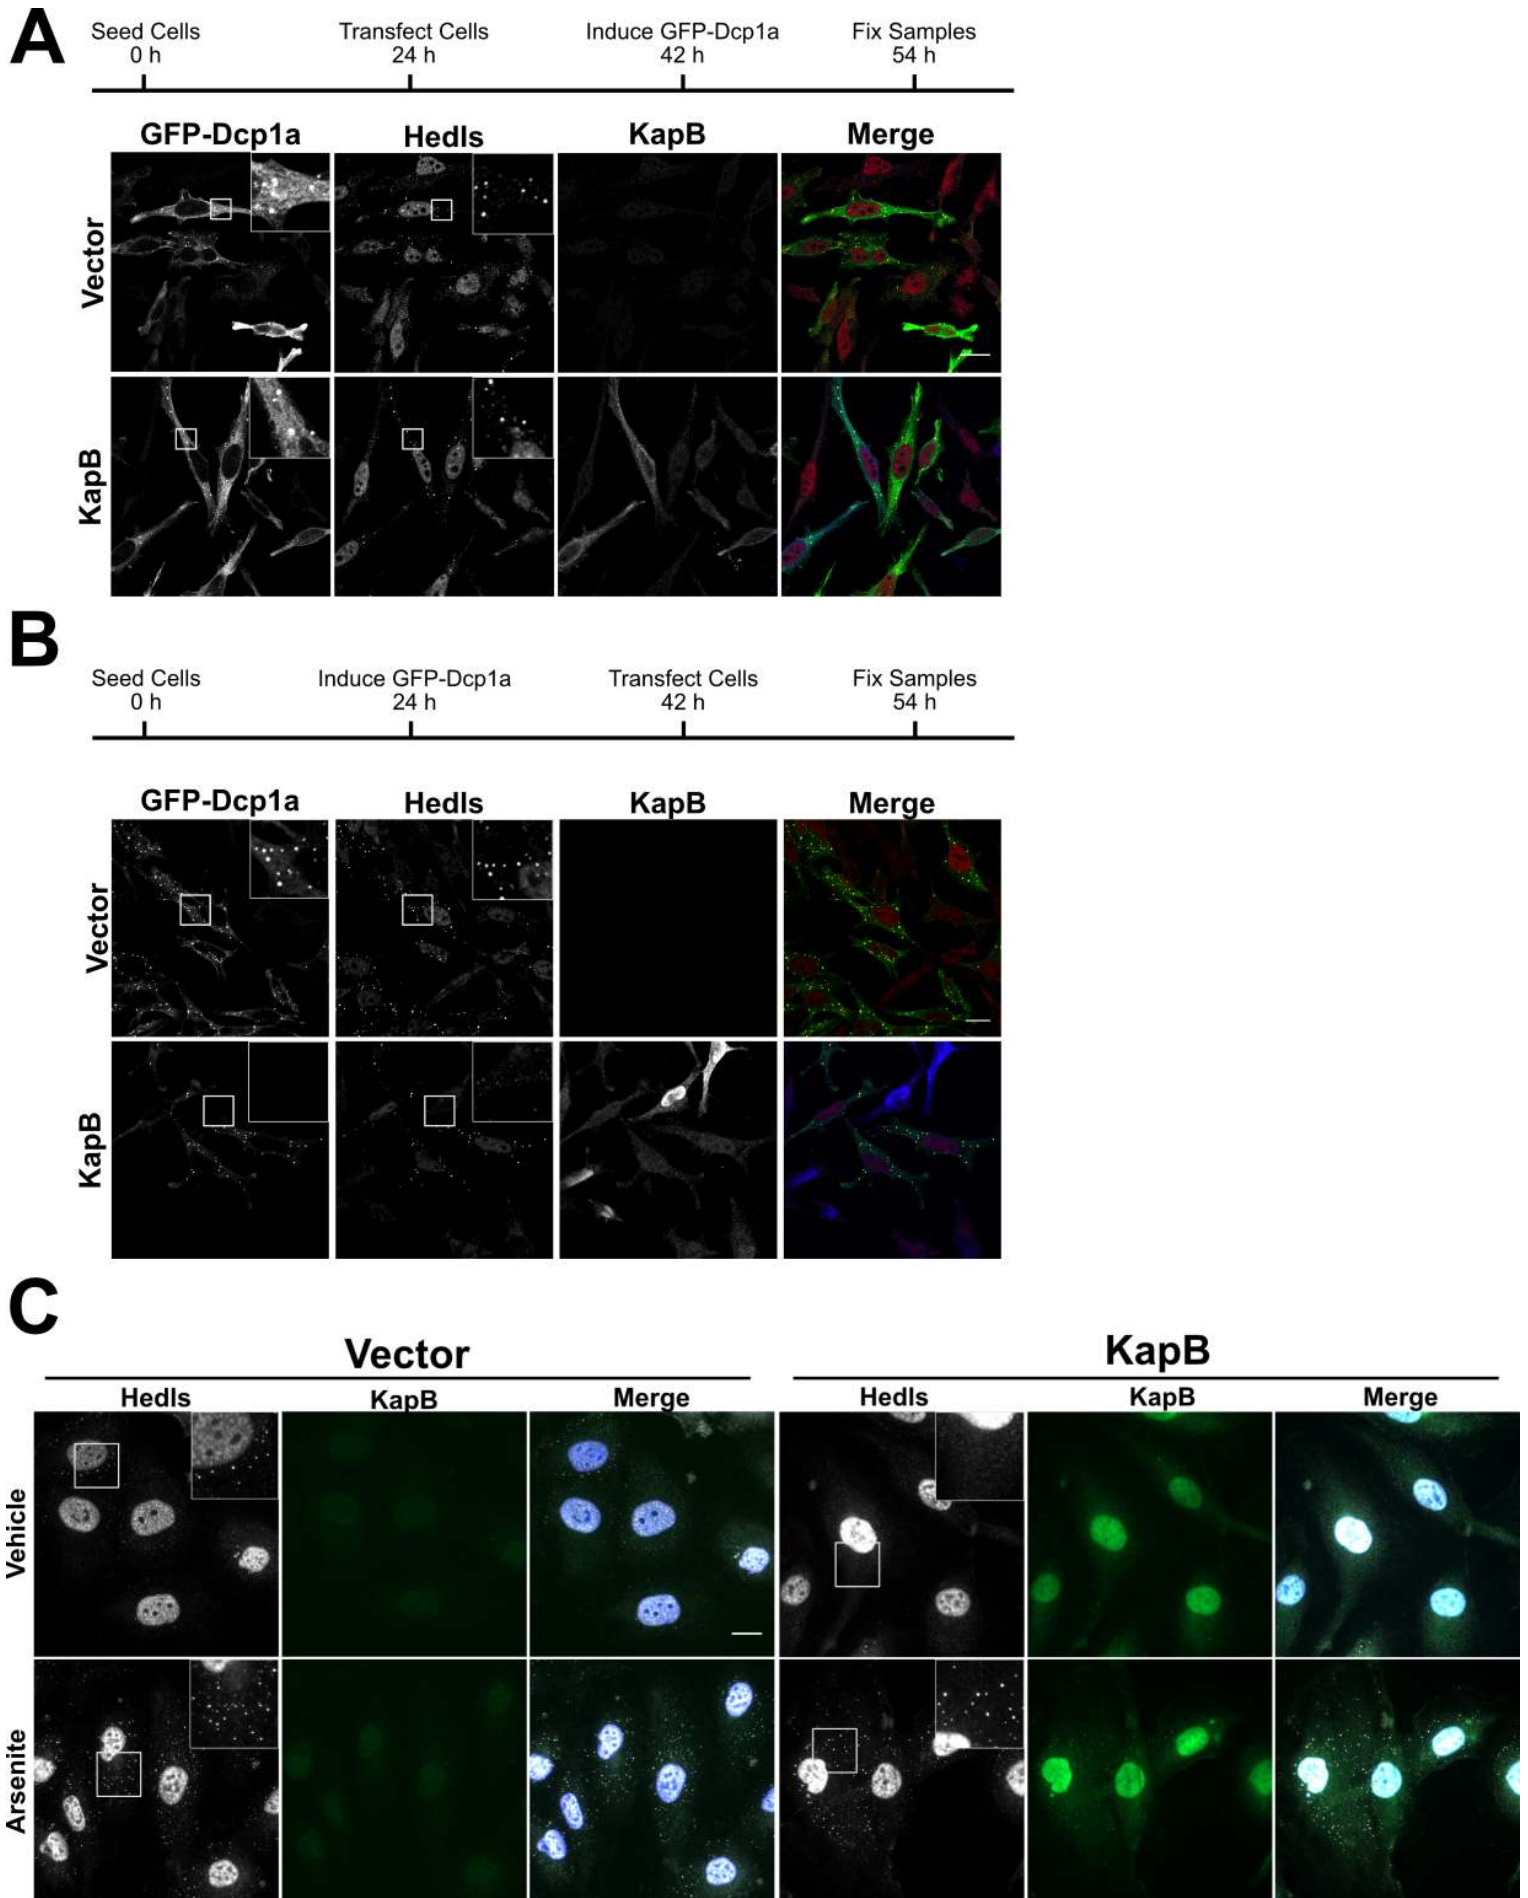 A
Seed Cells Transfect Cells Induce GFP-Dcp1a Fix Samples
0 h 24 h 42 h 54 h
GFP-Dcp1a Hedls KapB Merge
Vector
KapB
B
Seed Cells Induce GFP-Dcp1a Transfect Cells Fix Samples
0 h 24 h 42 h 54 h
GFP-Dcp1a Hedls KapB Merge
Vector
KapB
C
Vector KapB
Hedls KapB Merge Hedls KapB Merge
Vehicle
Arsenite